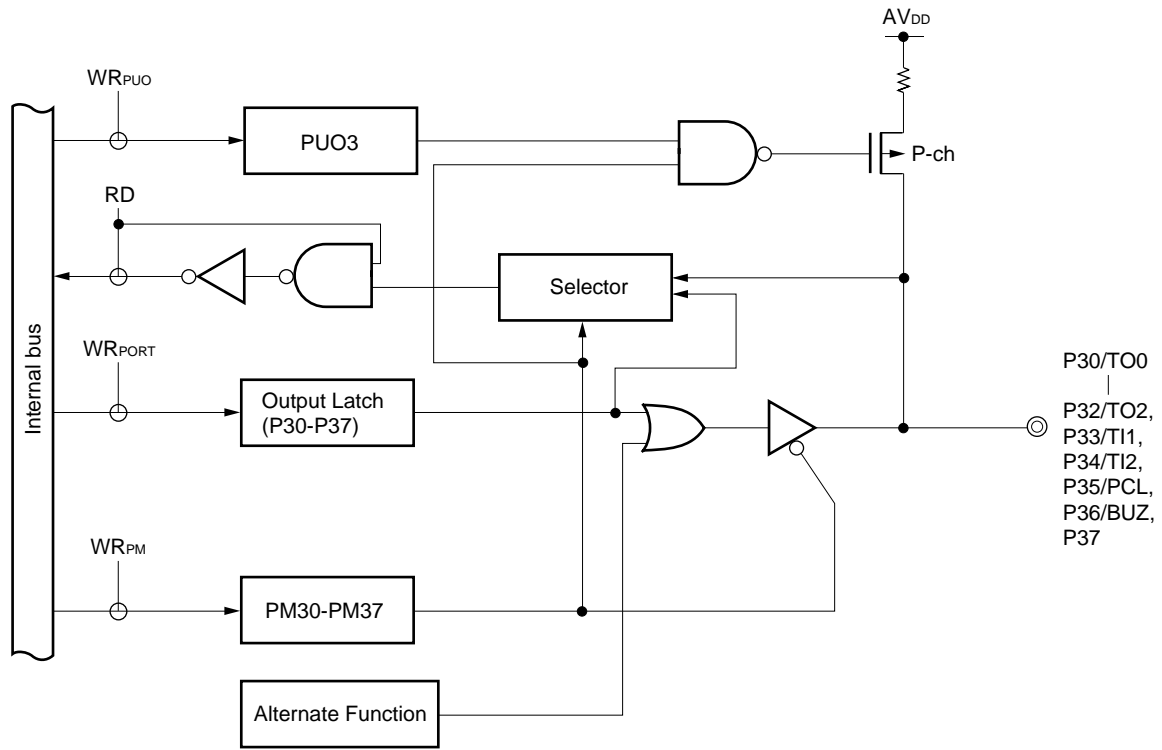 AVDD
WRPUO
PUO3
P-ch
RD
Selector
Internal bus
WRPORT
Output Latch
(P30-P37)
P30/TO0
P32/TO2,
P33/TI1,
P34/TI2,
P35/PCL,
P36/BUZ,
P37
WRPM
PM30-PM37
Alternate Function